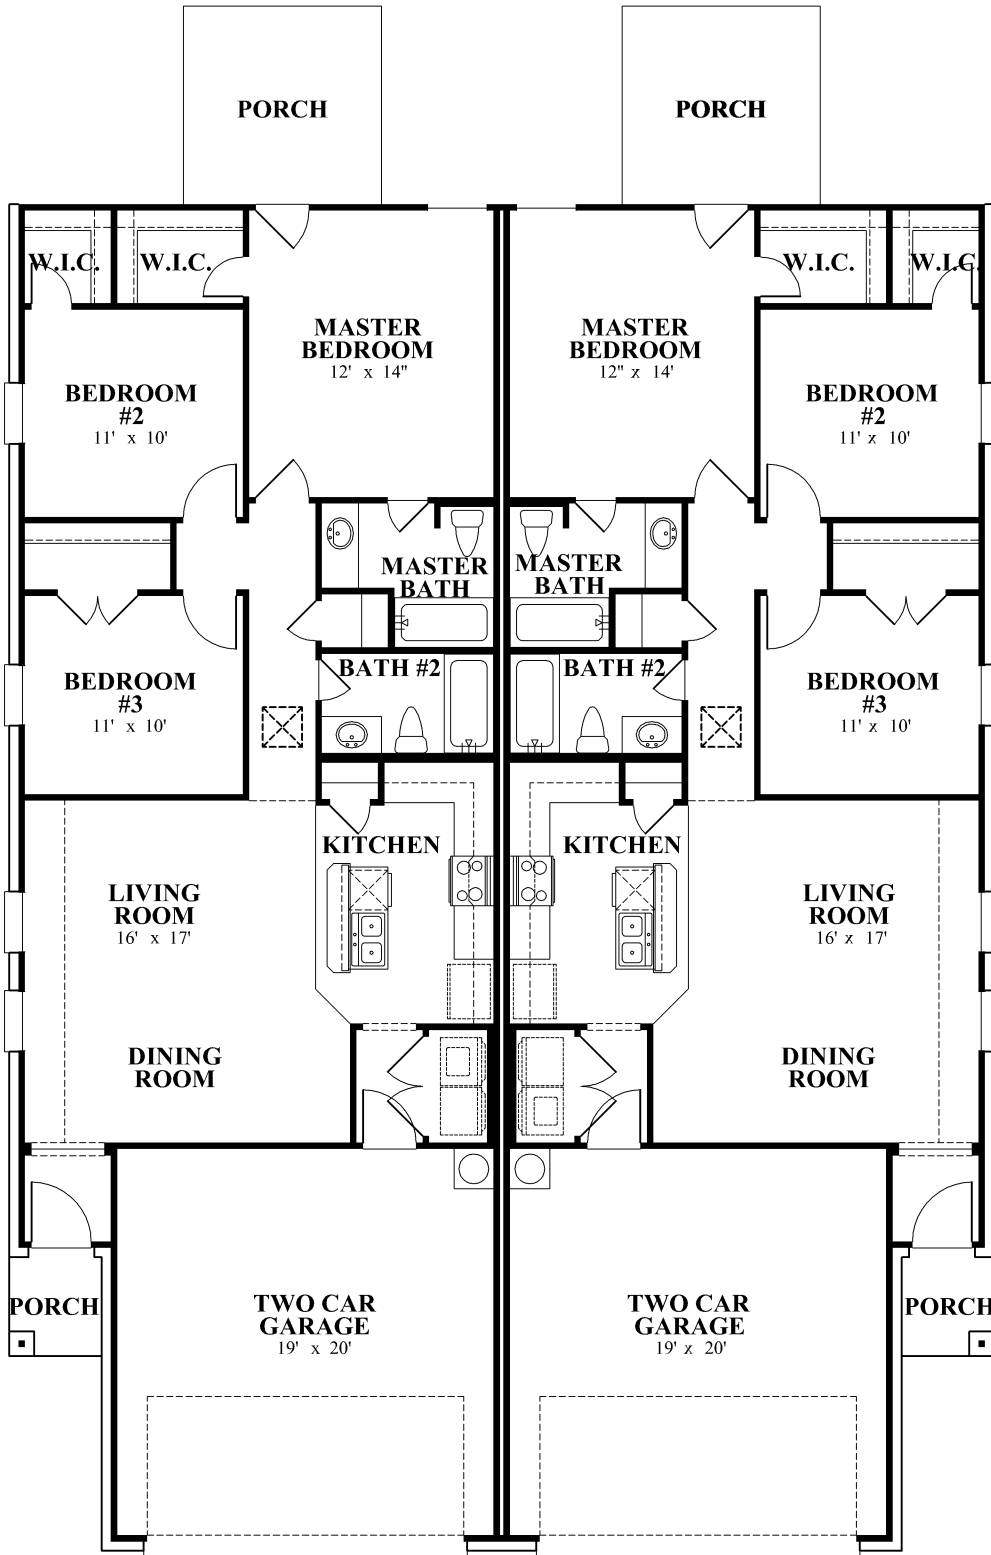 PORCH
PORCH
W.I.C.
W.I.C.
W.I.C.
W.I.C.
MASTER
BEDROOM
12' x 14"
MASTER
BEDROOM
12" x 14'
BEDROOM
#2
11' x 10'
BEDROOM
#2
11' x 10'
MASTER
BATH
MASTER
BATH
BATH #2
BATH #2
BEDROOM
#3
11' x 10'
BEDROOM
#3
11' x 10'
KITCHEN
KITCHEN
LIVING
ROOM
16' x 17'
LIVING
ROOM
16' x 17'
DINING
ROOM
DINING
ROOM
PORCH
TWO CAR
GARAGE
19' x 20'
TWO CAR
GARAGE
19' x 20'
PORCH